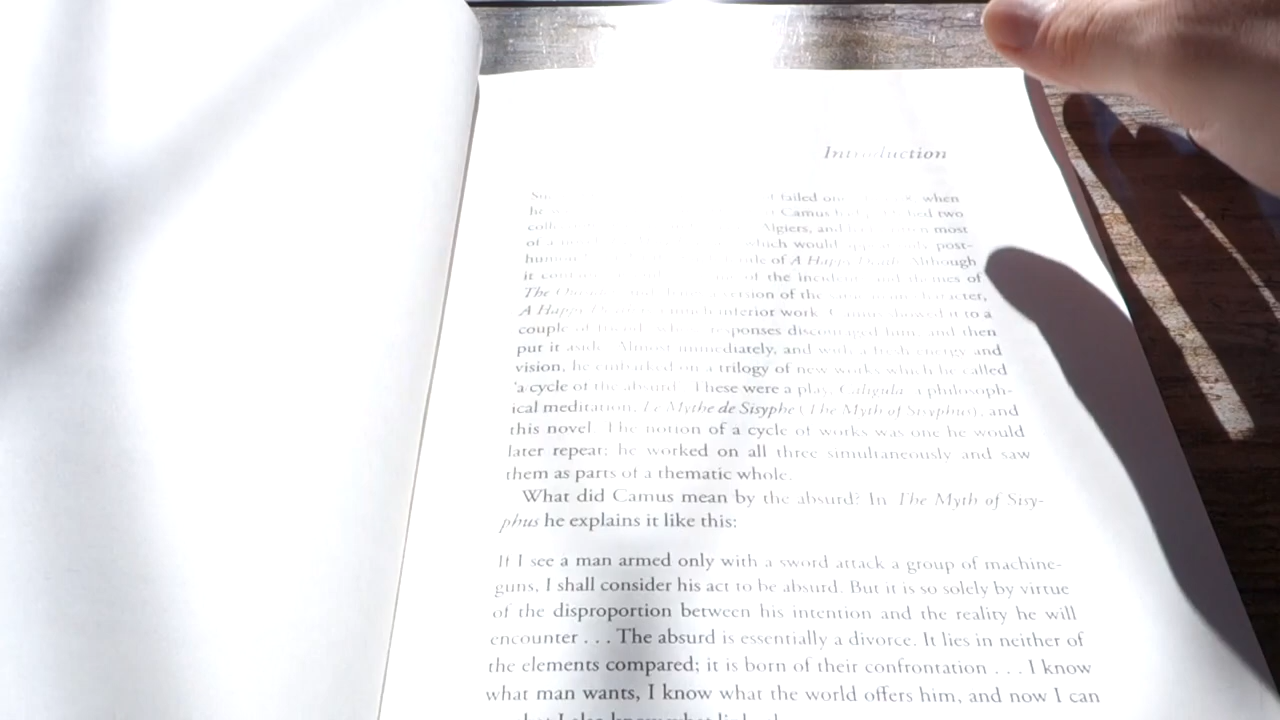 Introduction
failed when
he Camus two
Algiers, and most
of a which would post-
of A Happy Death. Although
it of the incidents and themes of
The version of the character,
A Happy interior work. Camus showed it to a
couple of responses discouraged him, and then
put it aside. Almost immediately, and with a fresh energy and
vision, he embarked on a trilogy of new works which he called
'a cycle of the absurd'. These were a play, Caligula, a philosoph-
ical meditation, Le Mythe de Sisyphe (The Myth of Sisyphus), and
this novel. The notion of a cycle of works was one he would
later repeat; he worked on all three simultaneously and saw
them as parts of a thematic whole.
What did Camus mean by the absurd? In The Myth of Sisy-
phus he explains it like this:
If I see a man armed only with a sword attack a group of machine-
guns, I shall consider his act to be absurd. But it is so solely by virtue
of the disproportion between his intention and the reality he will
encounter . . . The absurd is essentially a divorce. It lies in neither of
the elements compared; it is born of their confrontation . . . I know
what man wants, I know what the world offers him, and now I can